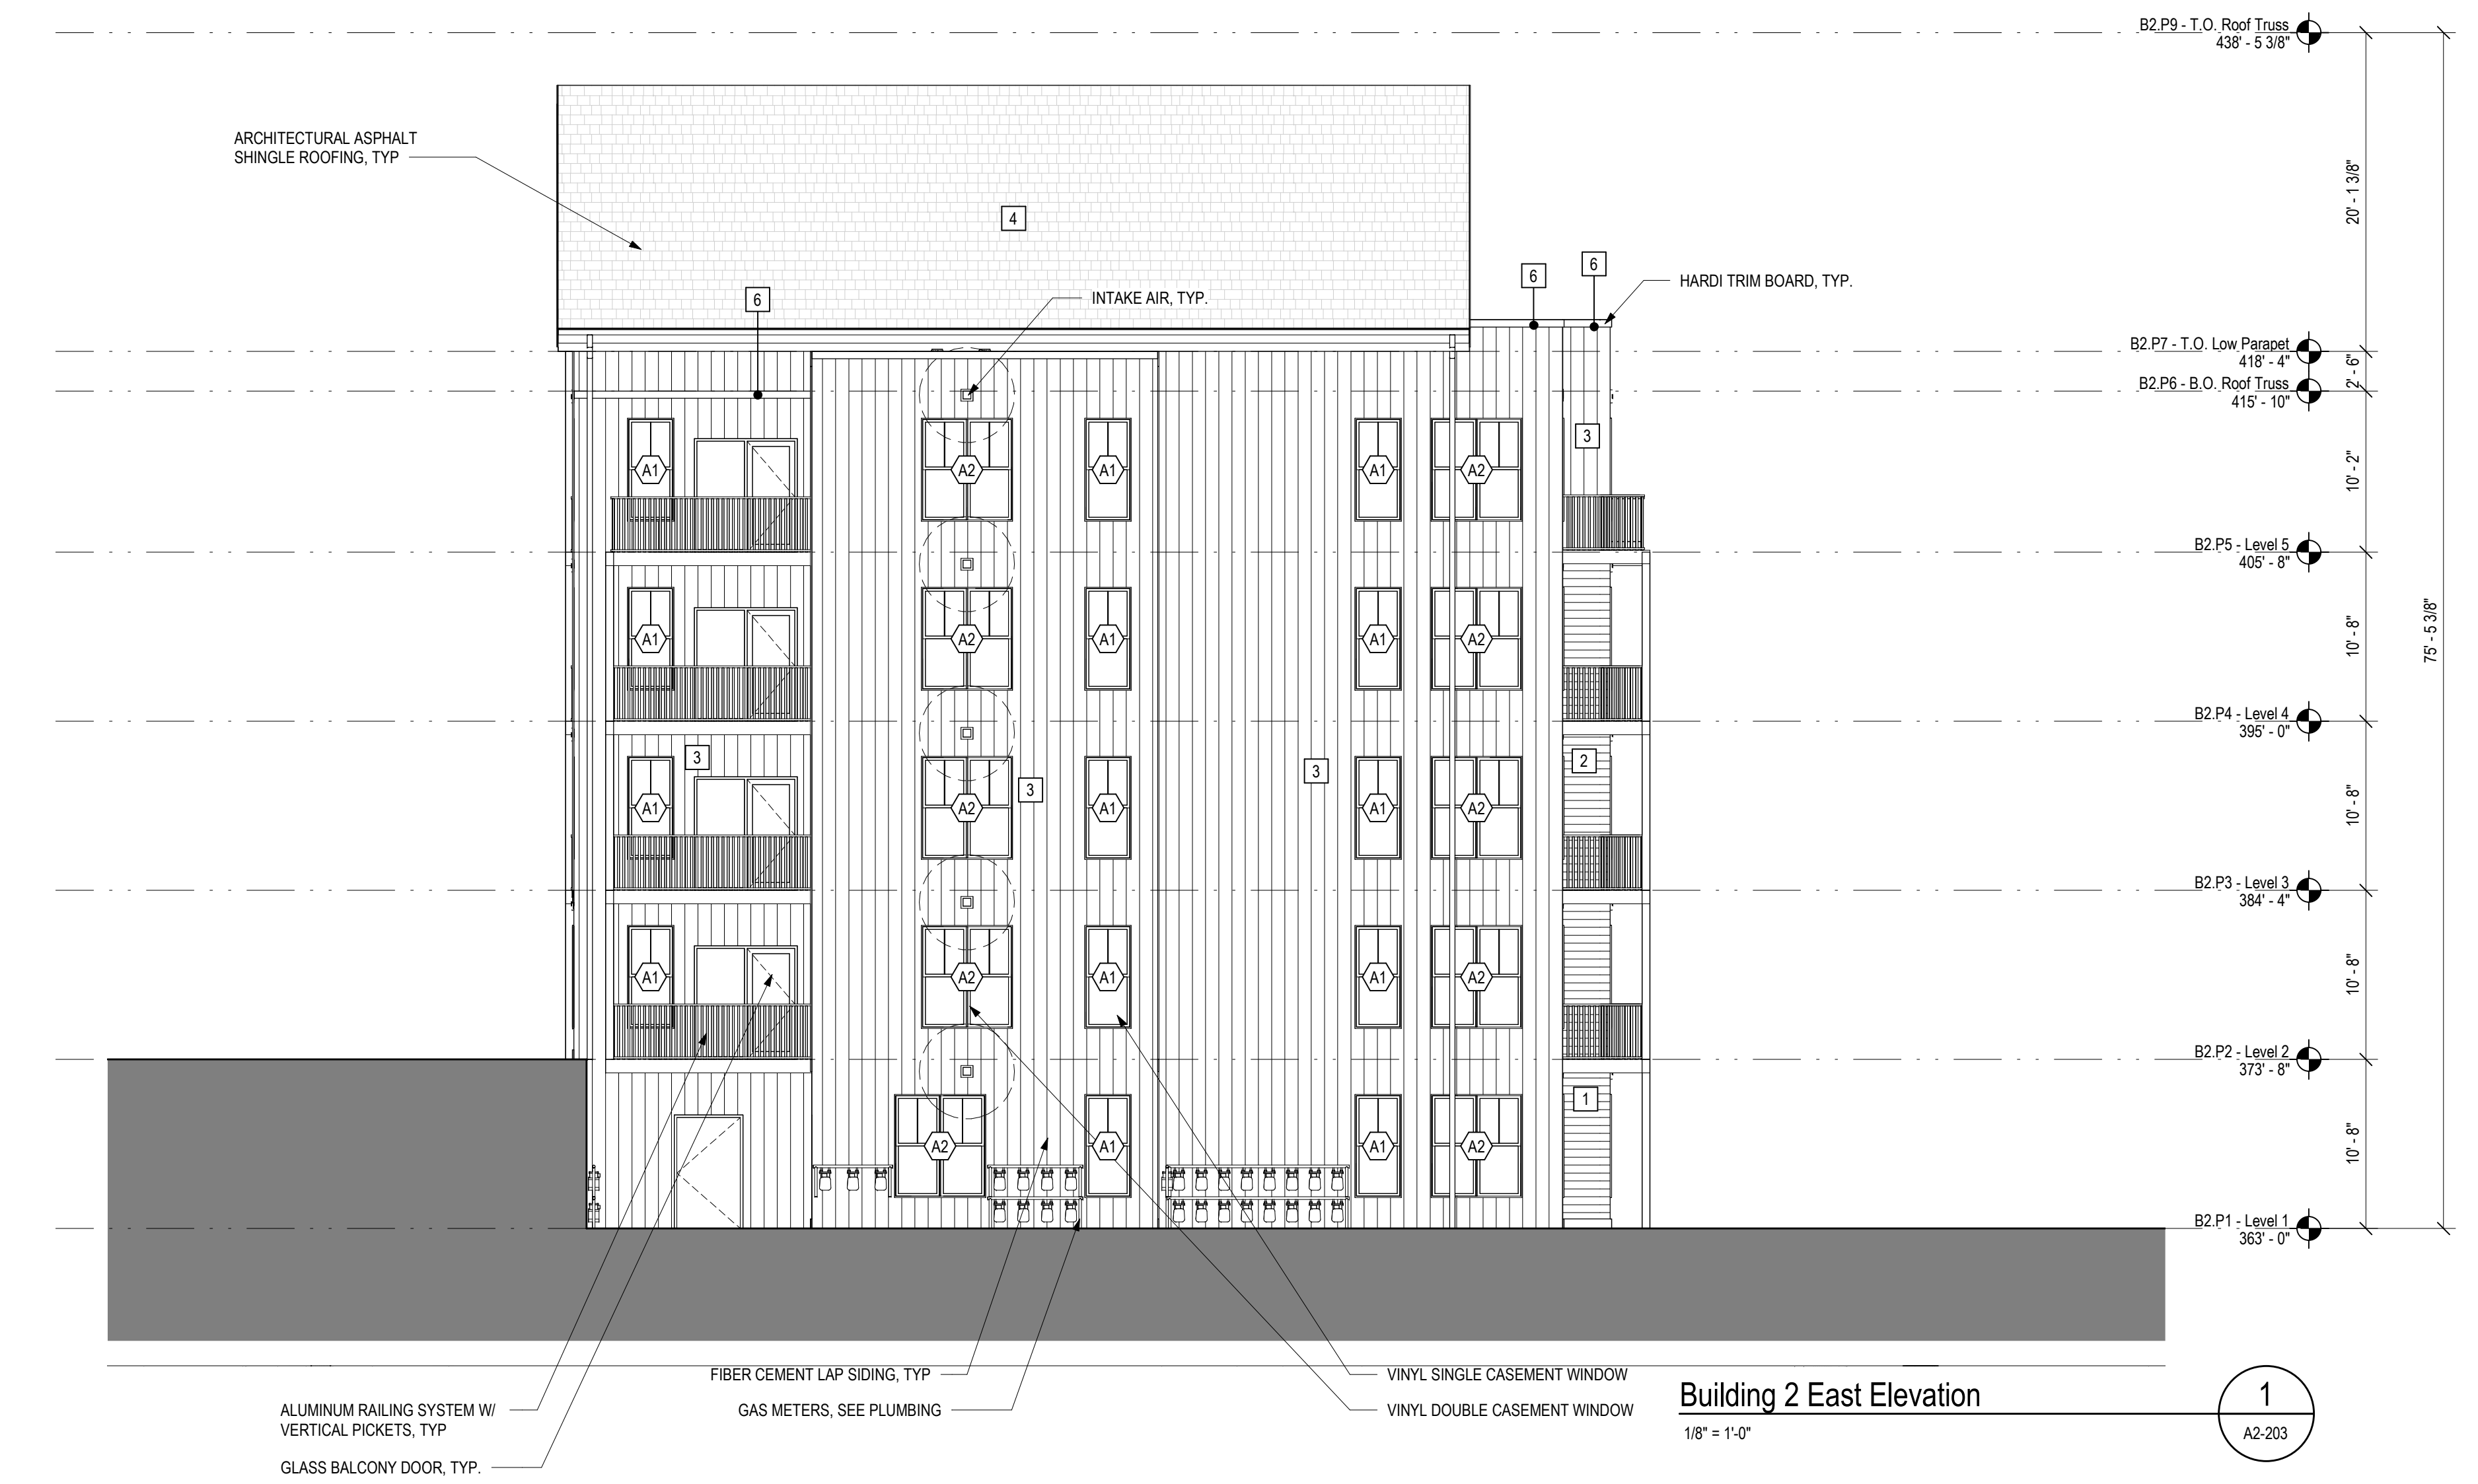 B2.P9 - T.O. Roof Truss
438' - 5 3/8"
ARCHITECTURAL ASPHALT
SHINGLE ROOFING, TYP
20' - 1 3/8"
4
6
6
6
HARDI TRIM BOARD, TYP.
INTAKE AIR, TYP.
B2.P7 - T.O. Low Parapet
418' - 4"
2' - 6"
B2.P6 - B.O. Roof Truss
415' - 10"
3
A1
A2
A1
A1
A2
10' - 2"
B2.P5 - Level 5
405' - 8"
A1
A2
A1
A1
A2
10' - 8"
75' - 5 3/8"
B2.P4 - Level 4
395' - 0"
3
3
3
2
A1
A2
A1
A1
A2
10' - 8"
B2.P3 - Level 3
384' - 4"
A1
A2
A1
A1
A2
10' - 8"
B2.P2 - Level 2
373' - 8"
1
A2
A1
A1
A2
10' - 8"
B2.P1 - Level 1
363' - 0"
FIBER CEMENT LAP SIDING, TYP
VINYL SINGLE CASEMENT WINDOW
ALUMINUM RAILING SYSTEM W/
VERTICAL PICKETS, TYP
GAS METERS, SEE PLUMBING
VINYL DOUBLE CASEMENT WINDOW
GLASS BALCONY DOOR, TYP.
Building 2 East Elevation
1/8" = 1'-0"
1
A2-203